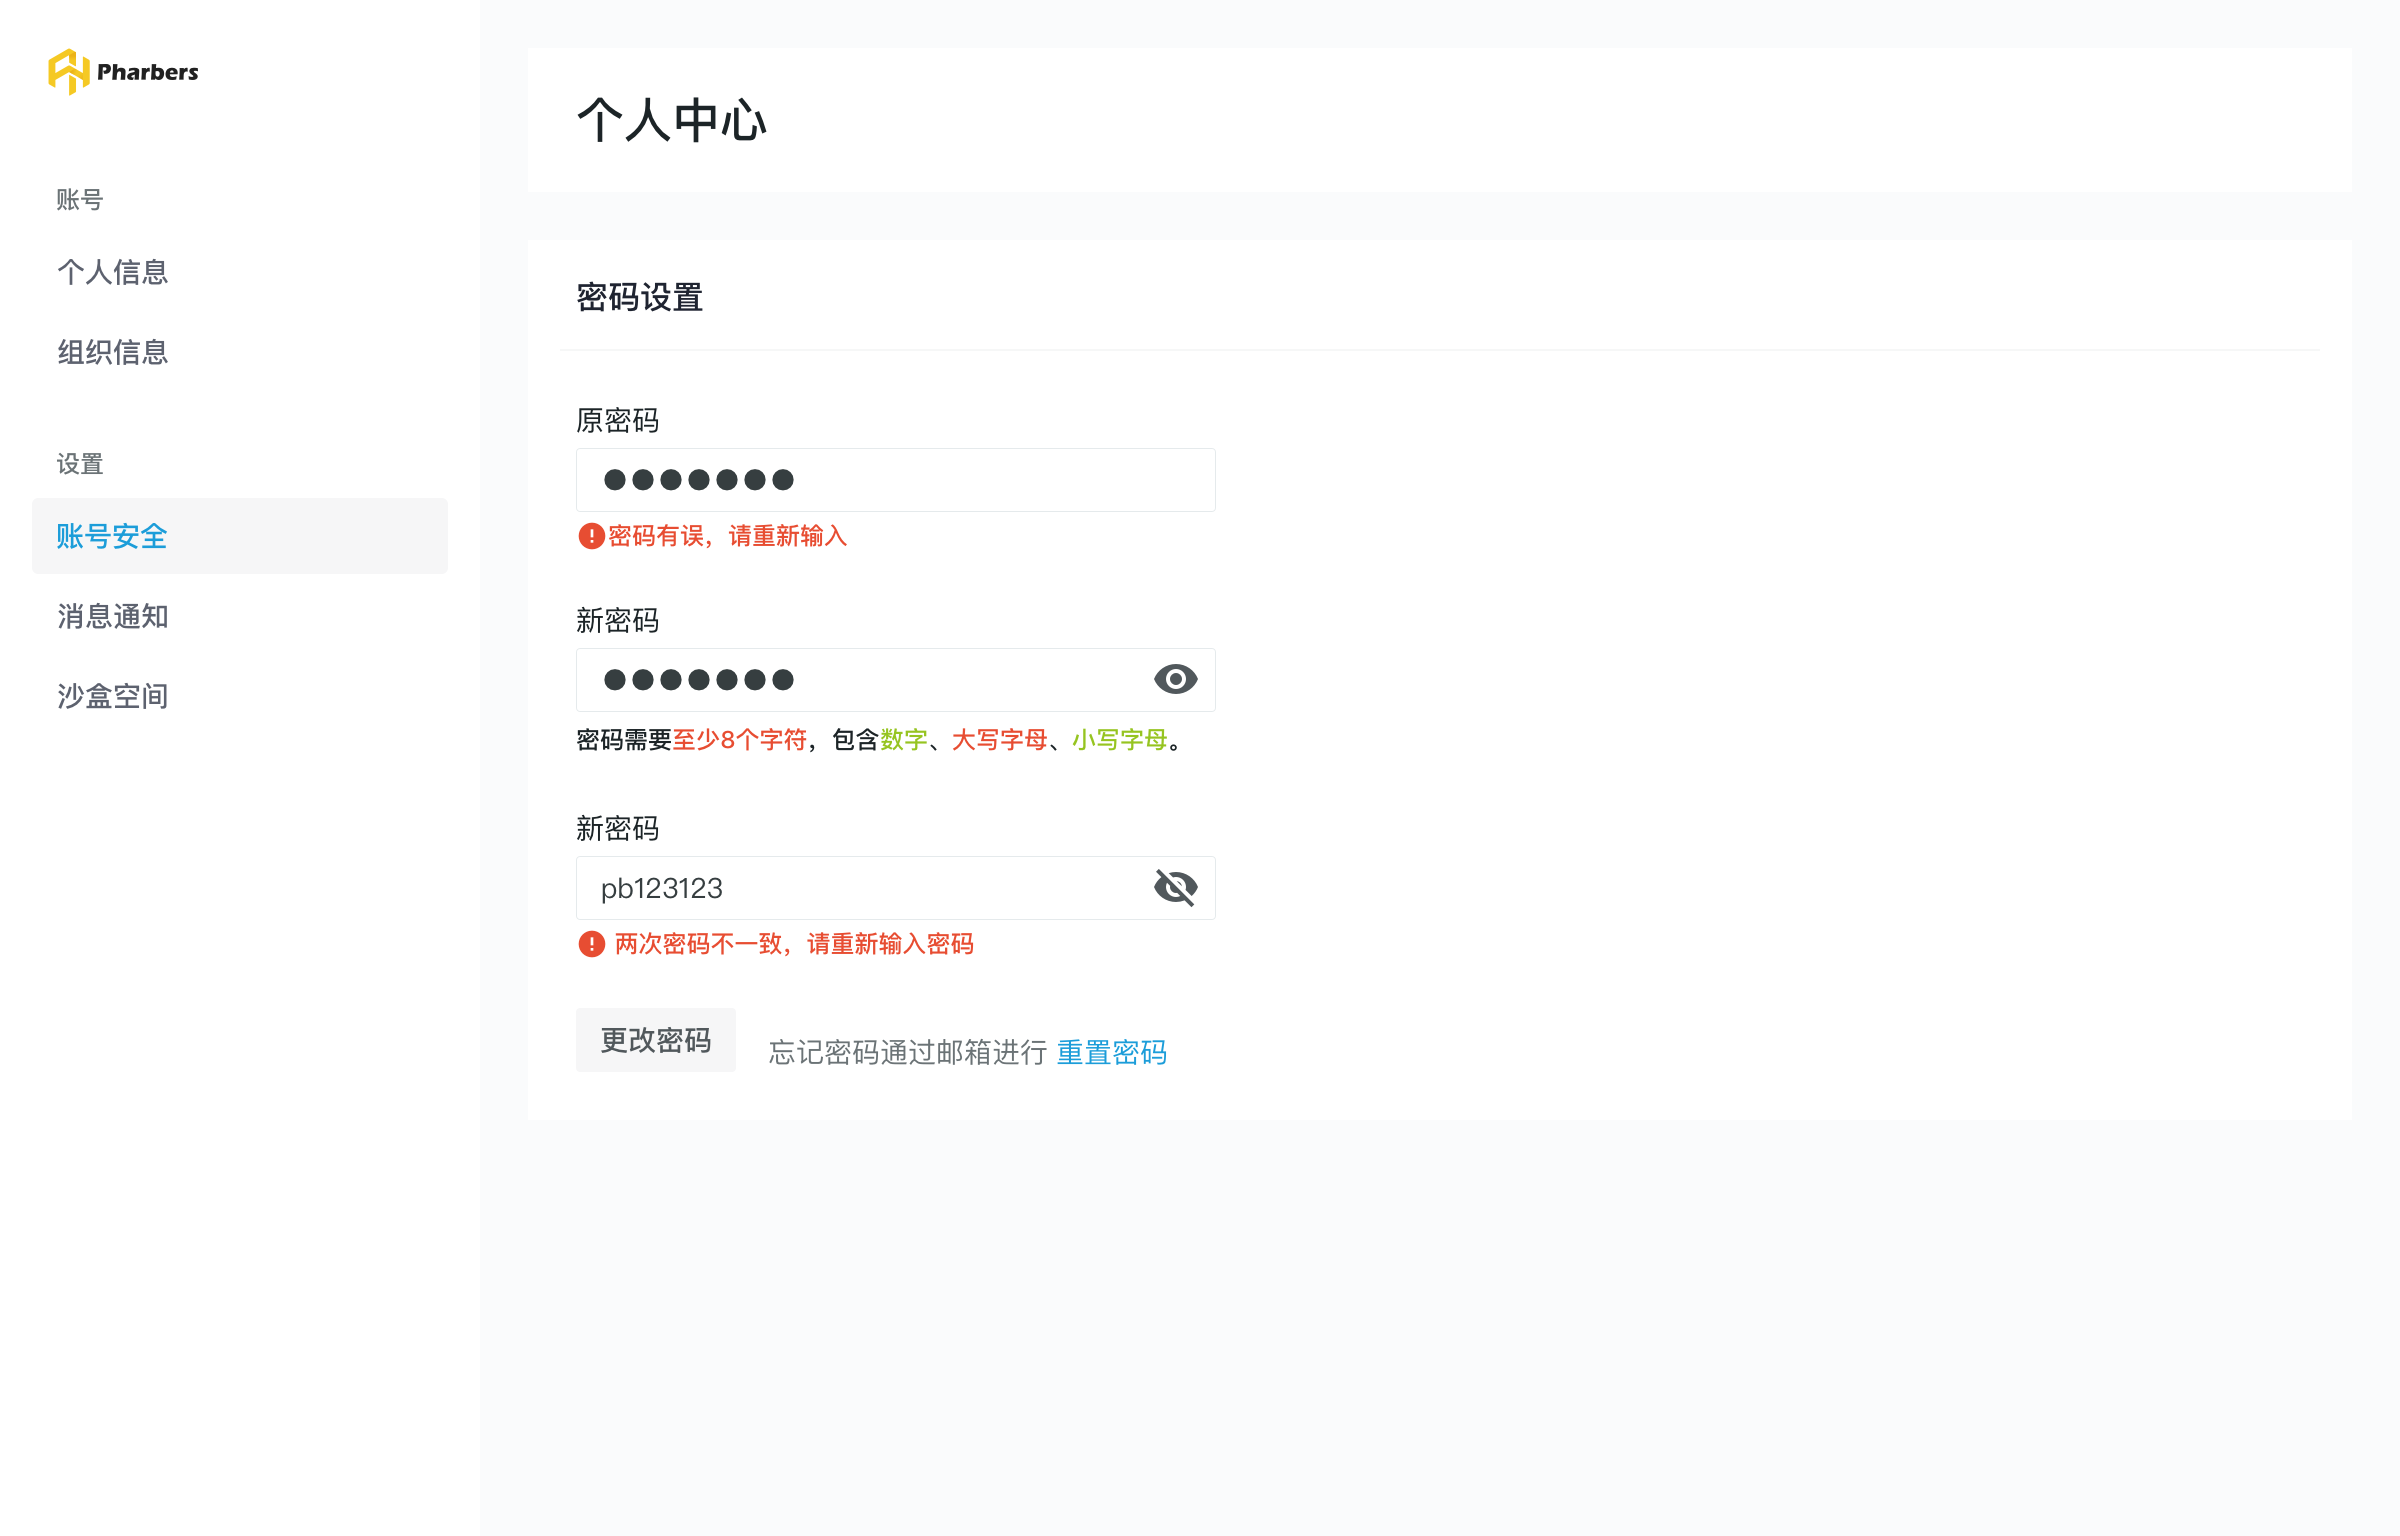 Pharbers
账号
个人信息
组织信息
设置
账号安全
消息通知
沙盒空间
个人中心
密码设置
原密码
●●●●●●●
密码有误，请重新输入
新密码
●●●●●●●
密码需要至少8个字符，包含数字、大写字母、小写字母。
新密码
pb123123
两次密码不一致，请重新输入密码
更改密码
忘记密码通过邮箱进行 重置密码